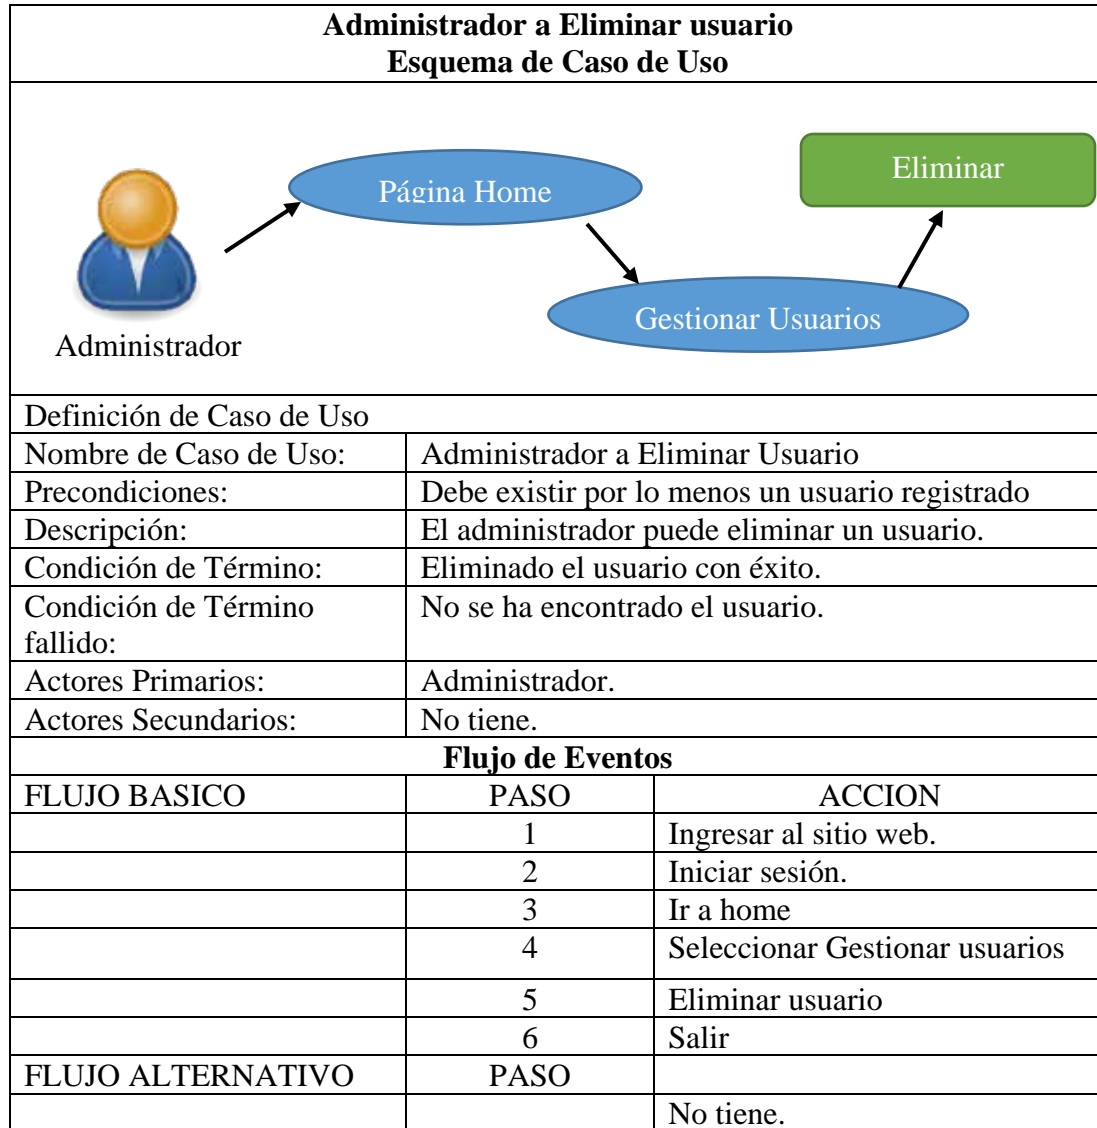 Administrador a Eliminar usuario
Esquema de Caso de Uso
Eliminar
Página Home
Gestionar Usuarios
Administrador
Definición de Caso de Uso
Nombre de Caso de Uso: Administrador a Eliminar Usuario
Precondiciones: Debe existir por lo menos un usuario registrado
Descripción: El administrador puede eliminar un usuario.
Condición de Término: Eliminado el usuario con éxito.
Condición de Término No se ha encontrado el usuario.
fallido:
Actores Primarios: Administrador.
Actores Secundarios: No tiene.
Flujo de Eventos
FLUJO BASICO PASO ACCION
1 Ingresar al sitio web.
2 Iniciar sesión.
3 Ir a home
4 Seleccionar Gestionar usuarios
5 Eliminar usuario
6 Salir
FLUJO ALTERNATIVO PASO
No tiene.